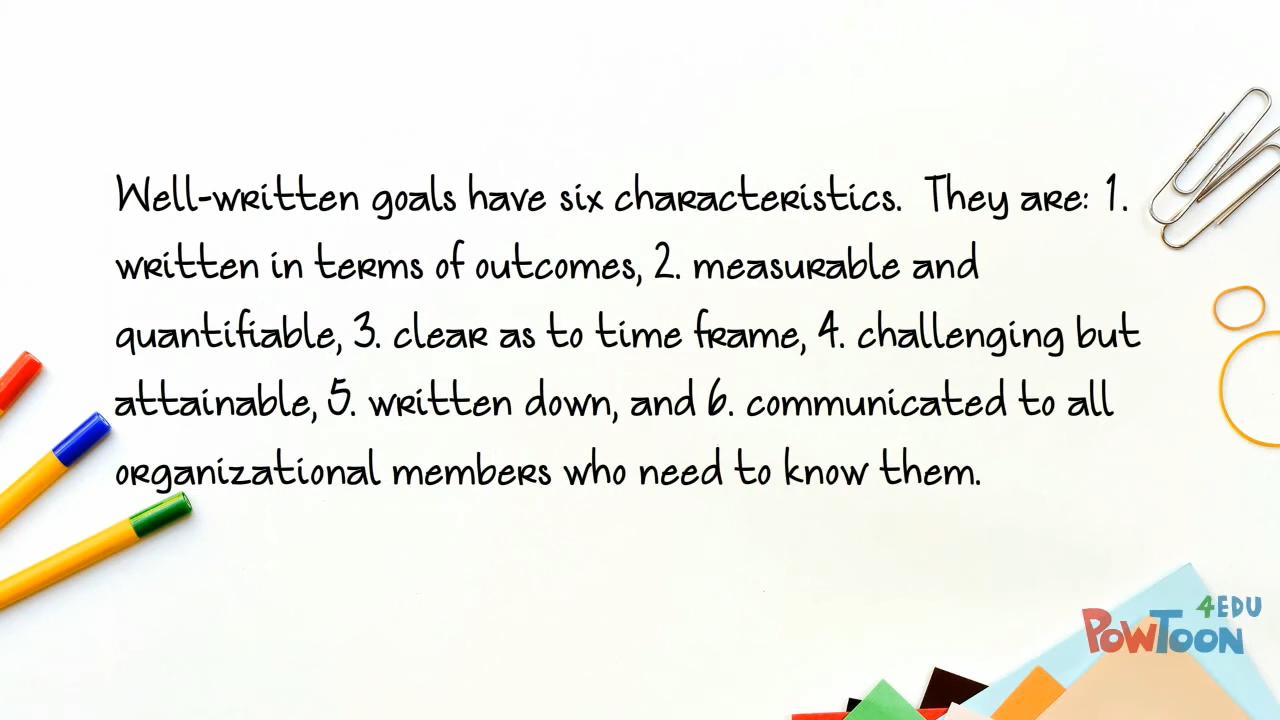 Well-written goals have six characteristics.  They are: 1.
written in terms of outcomes, 2. measurable and
quantifiable, 3. clear as to time frame, 4. challenging but
attainable, 5. written down, and 6. communicated to all
organizational members who need to know them.
4EDU
POWTOON